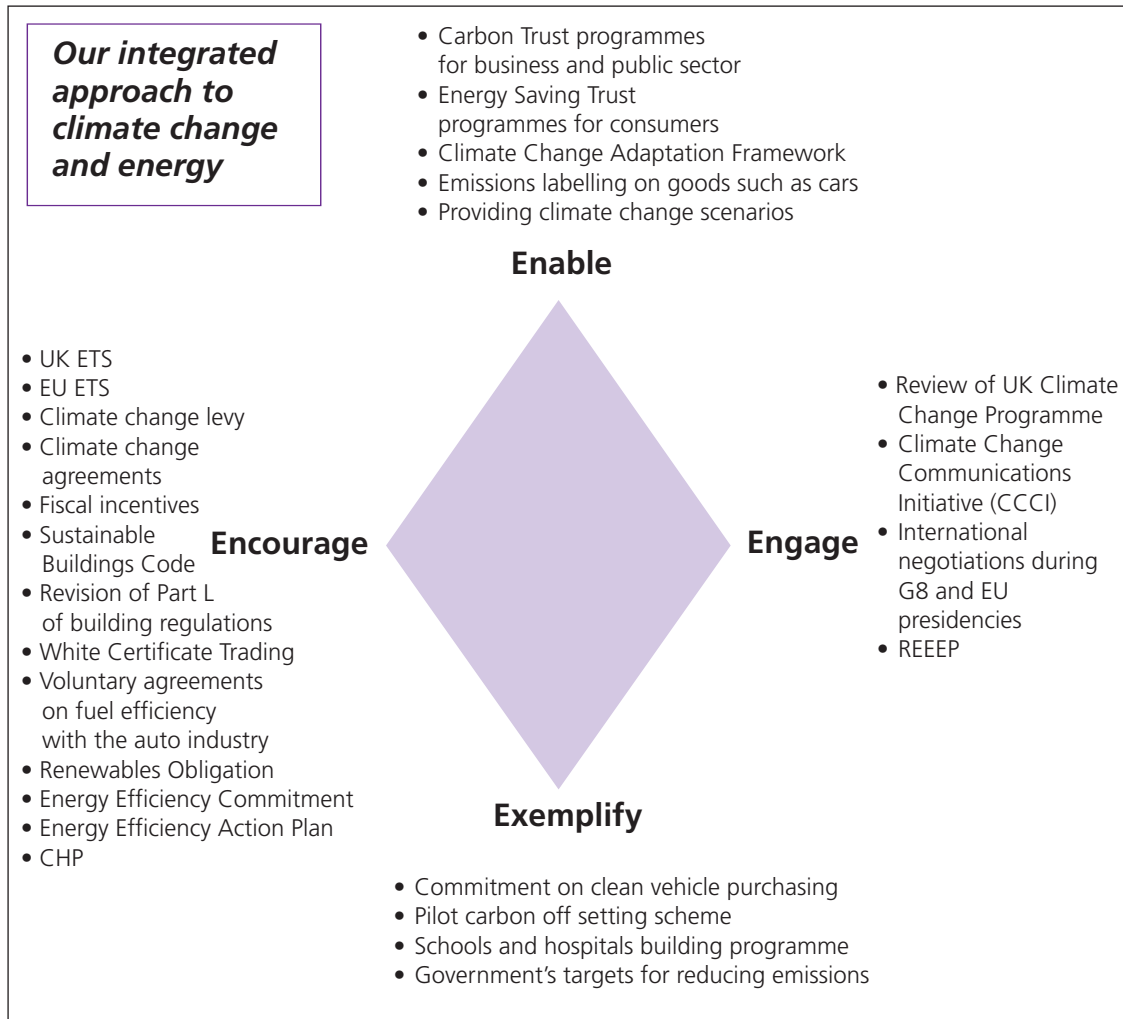 Our integrated
approach to
climate change
and energy
• Carbon Trust programmes
for business and public sector
• Energy Saving Trust
programmes for consumers
• Climate Change Adaptation Framework
• Emissions labelling on goods such as cars
• Providing climate change scenarios
Enable
• UK ETS
• EU ETS
• Climate change levy
• Climate change
agreements
• Fiscal incentives
• Sustainable
Buildings Code
• Revision of Part L
of building regulations
• White Certificate Trading
• Voluntary agreements
on fuel efficiency
with the auto industry
• Renewables Obligation
• Energy Efficiency Commitment
• Energy Efficiency Action Plan
• CHP
Encourage
Engage
• Review of UK Climate
Change Programme
• Climate Change
Communications
Initiative (CCCI)
• International
negotiations during
G8 and EU
presidencies
• REEEP
Exemplify
• Commitment on clean vehicle purchasing
• Pilot carbon off setting scheme
• Schools and hospitals building programme
• Government’s targets for reducing emissions